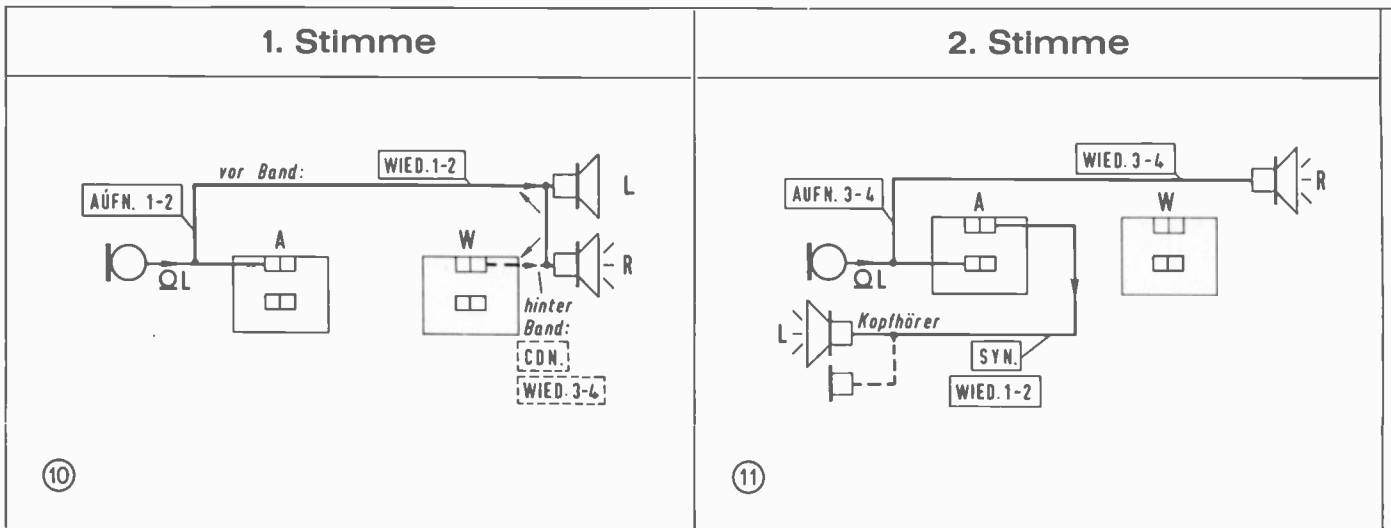 1. Stimme
vor Band:
WIED. 1-2
L
AUFN. 1-2
A
W
R
L
hinter
Band:
CON.
WIED. 3-4
10
2. Stimme
WIED. 3-4
R
AUFN. 3-4
A
W
L
L
Kopfhörer
SYN.
WIED. 1-2
11